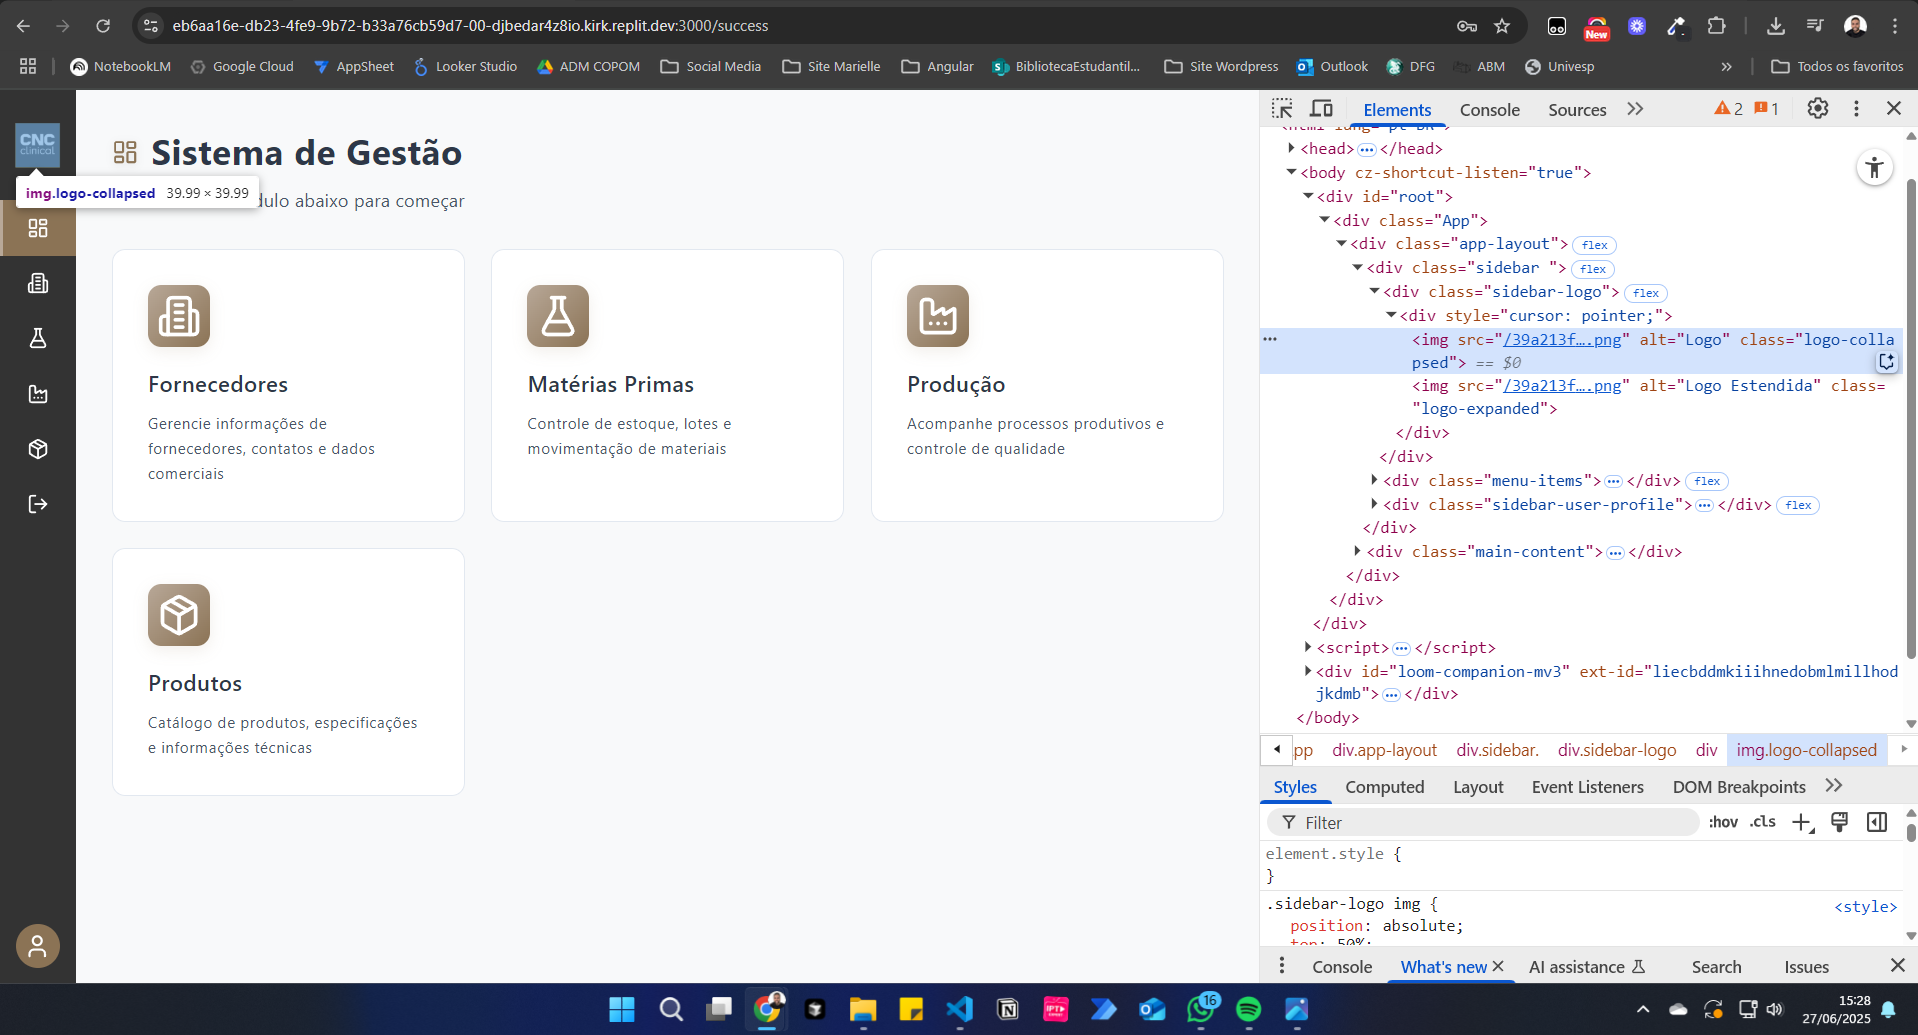 eb6aa16e-db23-4fe9-9b72-b33a76cb59d7-00-djbedar4z8io.kirk.replit.dev:3000/success
New
NotebookLM
Google Cloud
AppSheet
Looker Studio
ADM COPOM
Social Media
Site Marielle
Angular
BibliotecaEstudantil...
Site Wordpress
Outlook
DFG
ABM
Univesp
Todos os favoritos
CNC
clinical
Sistema de Gestão
img.logo-collapsed 39.99 × 39.99
dulo abaixo para começar
Fornecedores
Gerencie informações de
fornecedores, contatos e dados
comerciais
Matérias Primas
Controle de estoque, lotes e
movimentação de materiais
Produção
Acompanhe processos produtivos e
controle de qualidade
Produtos
Catálogo de produtos, especificações
e informações técnicas
Elements
Console
Sources
2
1
<html lang="pt-BR">
<head> ... </head>
<body cz-shortcut-listen="true">
<div id="root">
<div class="App">
<div class="app-layout"> flex
<div class="sidebar "> flex
<div class="sidebar-logo"> flex
<div style="cursor: pointer;">
<img src="/39a213f….png" alt="Logo" class="logo-colla
psed"> == $0
<img src="/39a213f….png" alt="Logo Estendida" class=
"logo-expanded">
</div>
</div>
<div class="menu-items"> ... </div> flex
<div class="sidebar-user-profile"> ... </div> flex
</div>
<div class="main-content"> ... </div>
</div>
</div>
</div>
<script> ... </script>
<div id="loom-companion-mv3" ext-id="liecbddmkiiihnedobmlmillhod
jkdmb"> ... </div>
</body>
pp
div.app-layout
div.sidebar.
div.sidebar-logo
div
img.logo-collapsed
Styles
Computed
Layout
Event Listeners
DOM Breakpoints
Filter
:hov
.cls
element.style {
}
.sidebar-logo img {
<style>
position: absolute;
top: 50%;
Console
What's new
AI assistance
Search
Issues
16
15:28
27/06/2025